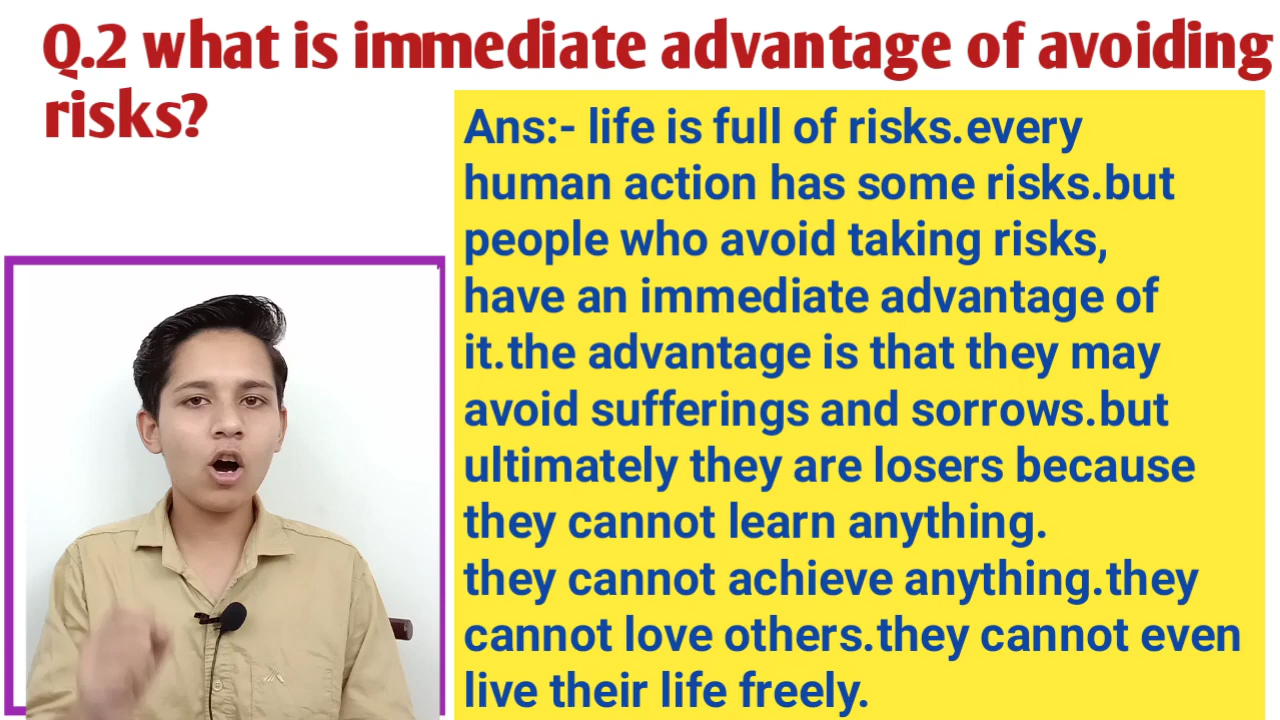 Q.2 what is immediate advantage of avoiding
risks?
Ans:- life is full of risks.every
human action has some risks.but
people who avoid taking risks,
have an immediate advantage of
it.the advantage is that they may
avoid sufferings and sorrows.but
ultimately they are losers because
they cannot learn anything.
they cannot achieve anything.they
cannot love others.they cannot even
live their life freely.